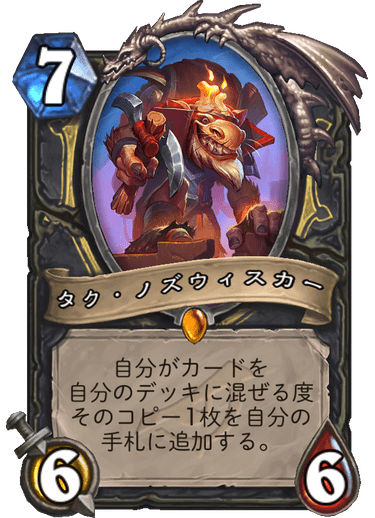 7
タク・ノズウィスカー
自分がカードを
自分のデッキに混ぜる度
そのコピー1枚を自分の
手札に追加する。
6
6